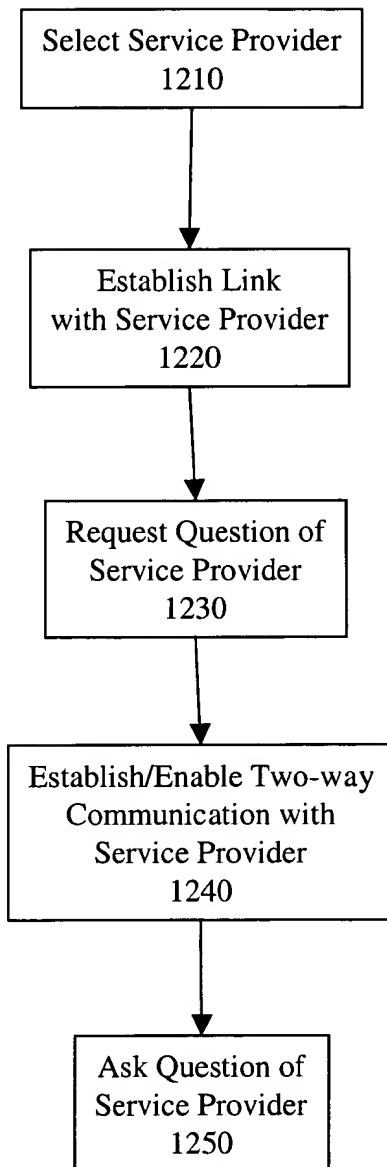 Select Service Provider
1210
Establish Link
with Service Provider
1220
Request Question of
Service Provider
1230
Establish/Enable Two-way
Communication with
Service Provider
1240
Ask Question of
Service Provider
1250